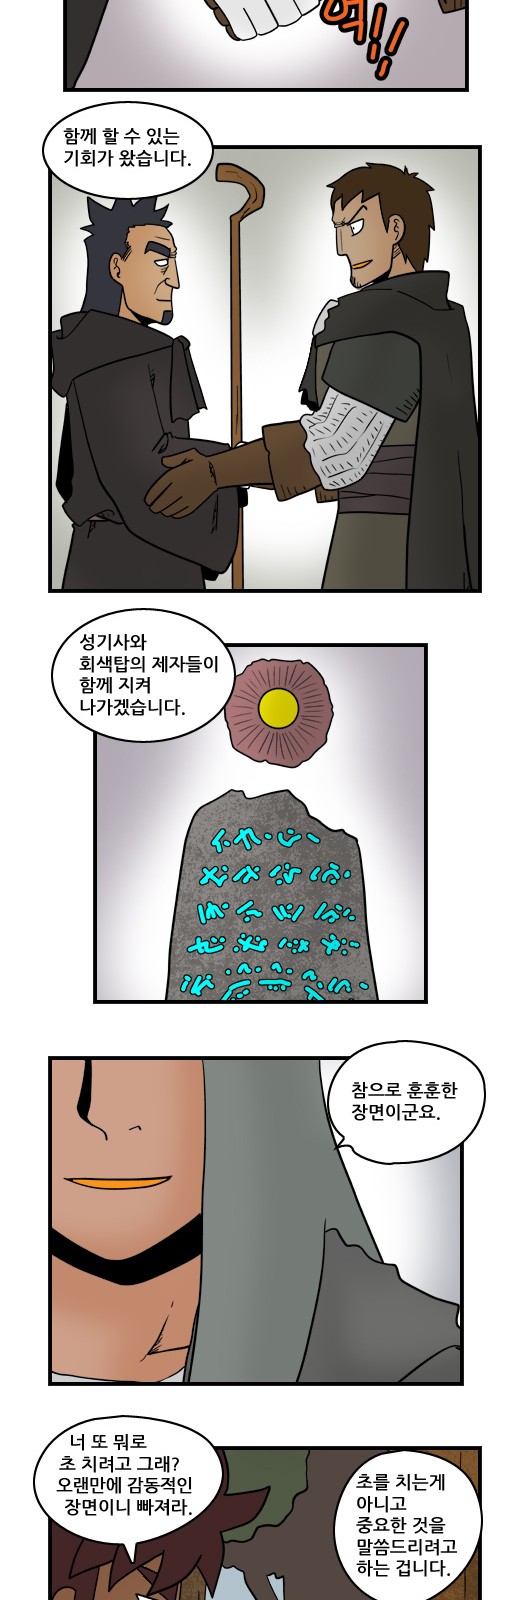 여!!
함께 할 수 있는
기회가 왔습니다.
성기사와
회색탑의 제자들이
함께 지켜
나가겠습니다.
참으로 훈훈한
장면이군요.
너 또 뭐로
초 치려고 그래?
오랜만에 감동적인
장면이니 빠져라.
초를 치는게
아니고
중요한 것을
말씀드리려고
하는 겁니다.